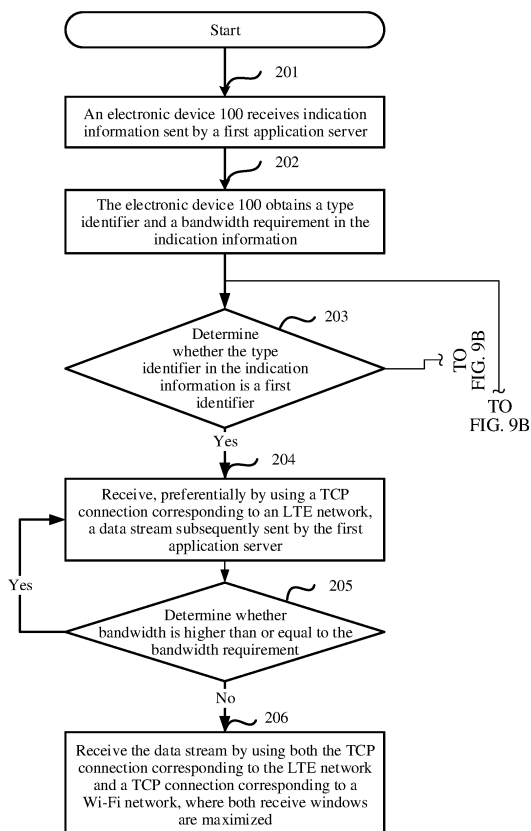 Start
201
An electronic device 100 receives indication
information sent by a first application server
202
The electronic device 100 obtains a type
identifier and a bandwidth requirement in the
indication information
203
Determine
whether the type
identifier in the indication
information is a first
identifier
TO
FIG. 9B
TO
FIG. 9B
Yes
204
Receive, preferentially by using a TCP
connection corresponding to an LTE network,
a data stream subsequently sent by the first
application server
Yes
205
Determine whether
bandwidth is higher than or equal to the
bandwidth requirement
No
206
Receive the data stream by using both the TCP
connection corresponding to the LTE network
and a TCP connection corresponding to a
Wi-Fi network, where both receive windows
are maximized